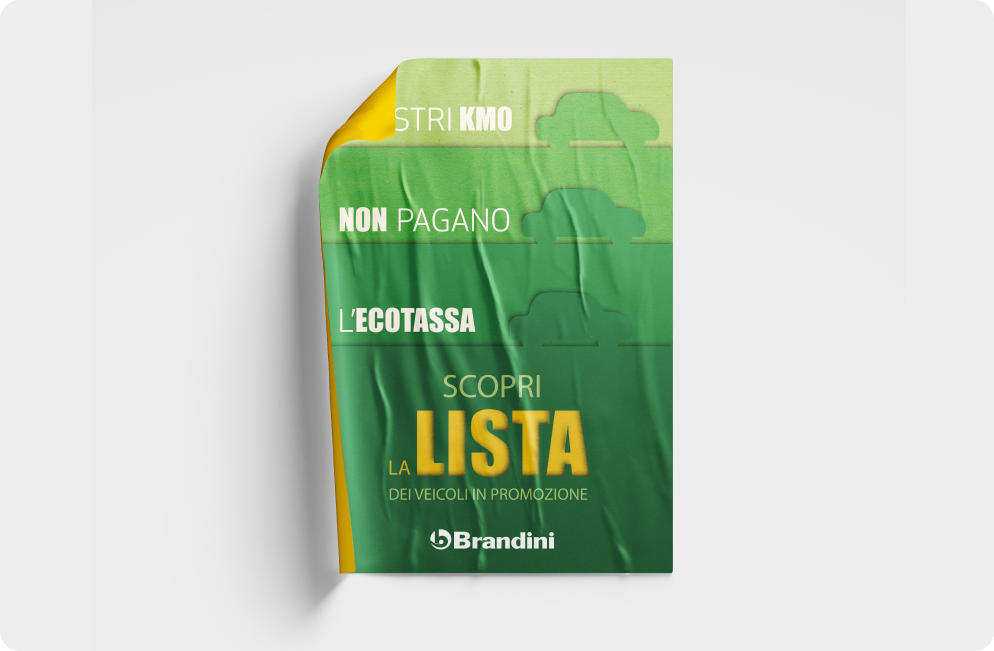 STRI KMO
NON PAGANO
L'ECOTASSA
SCOPRI
LA LISTA
DEI VEICOLI IN PROMOZIONE
Brandini